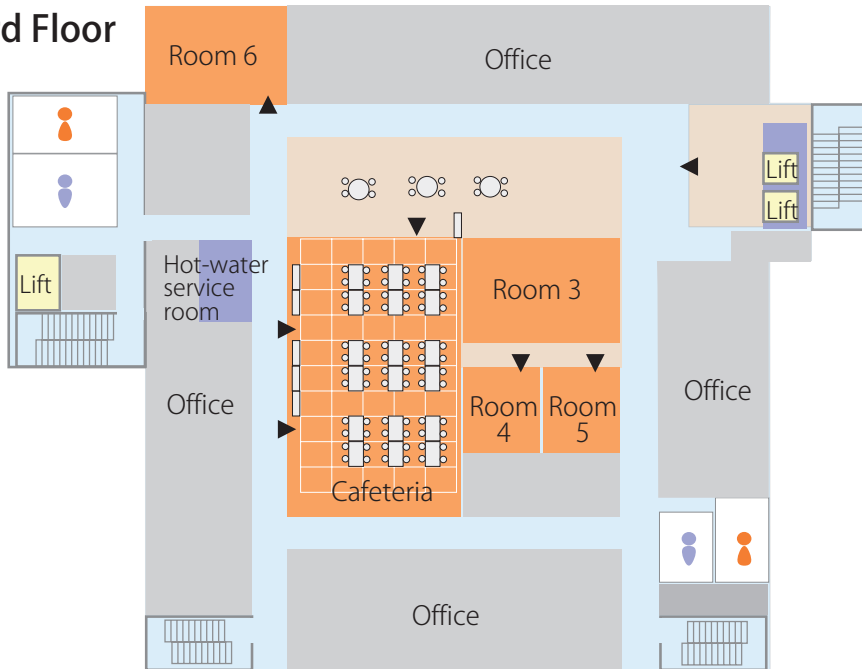 d Floor
Room 6
Office
Lift
Lift
Hot-water
service
room
Lift
Room 3
Office
Office
Room
4
Room
5
Cafeteria
Office